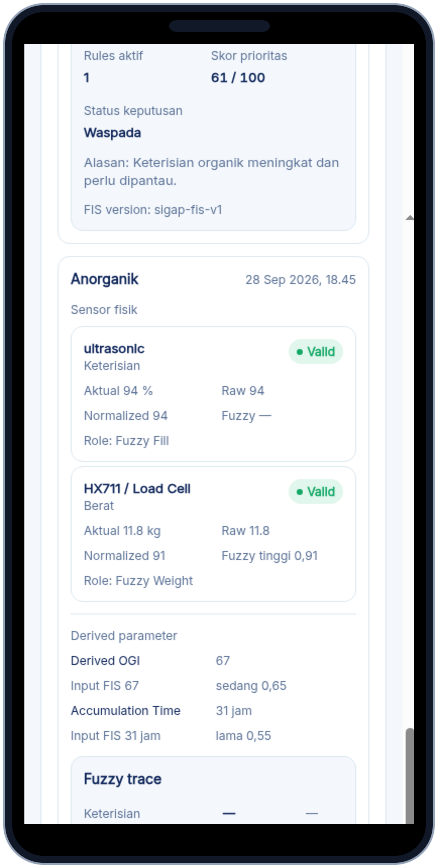 Rules aktif Skor prioritas
1 61 / 100
Status keputusan
Waspada
Alasan: Keterisian organik meningkat dan
perlu dipantau.
FIS version: sigap-fis-v1
Anorganik 28 Sep 2026, 18.45
Sensor fisik
ultrasonic Valid
Keterisian
Aktual 94 % Raw 94
Normalized 94 Fuzzy —
Role: Fuzzy Fill
HX711 / Load Cell Valid
Berat
Aktual 11.8 kg Raw 11.8
Normalized 91 Fuzzy tinggi 0,91
Role: Fuzzy Weight
Derived parameter
Derived OGI 67
Input FIS 67 sedang 0,65
Accumulation Time 31 jam
Input FIS 31 jam lama 0,55
Fuzzy trace
Keterisian — —